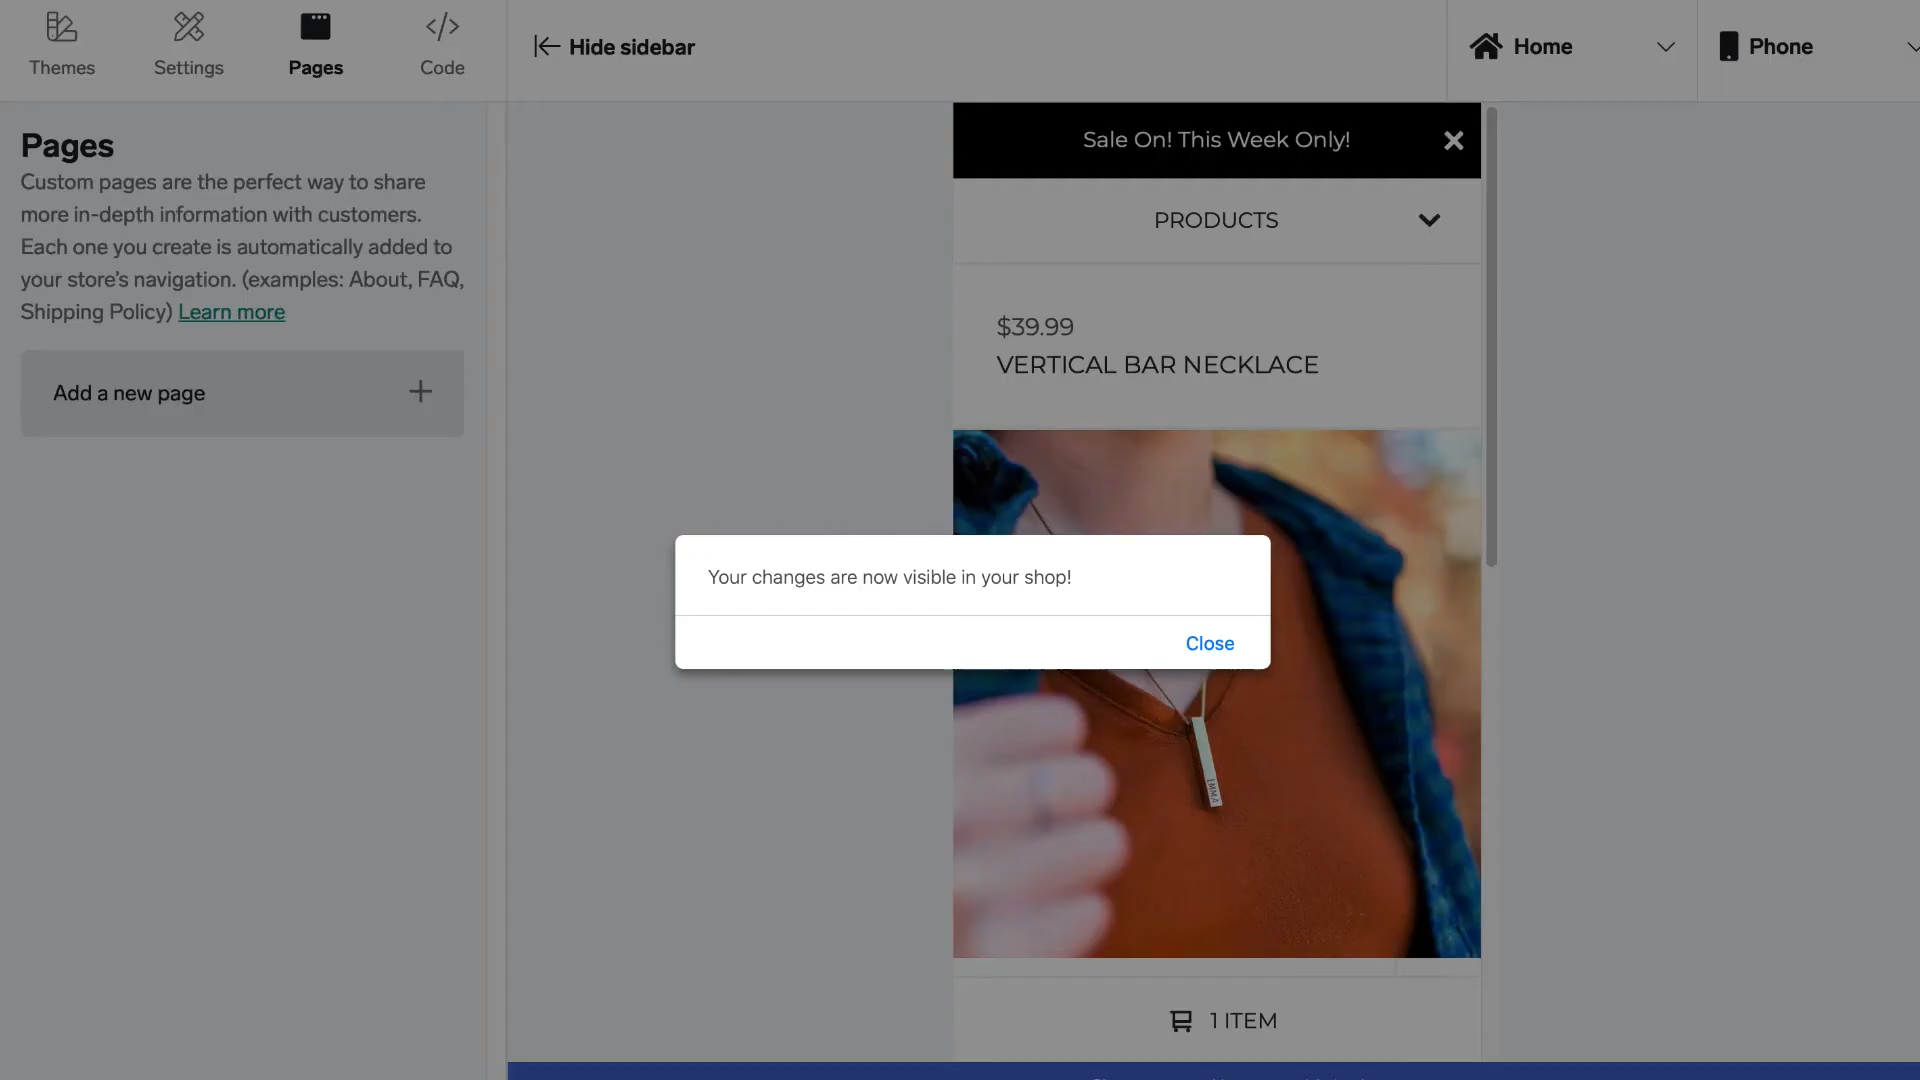 Themes
Settings
Pages
Code
Hide sidebar
Home
Phone
Pages
Custom pages are the perfect way to share
more in-depth information with customers.
Each one you create is automatically added to
your store’s navigation. (examples: About, FAQ,
Shipping Policy) Learn more
Add a new page
Sale On! This Week Only!
PRODUCTS
$39.99
VERTICAL BAR NECKLACE
Your changes are now visible in your shop!
Close
1 ITEM